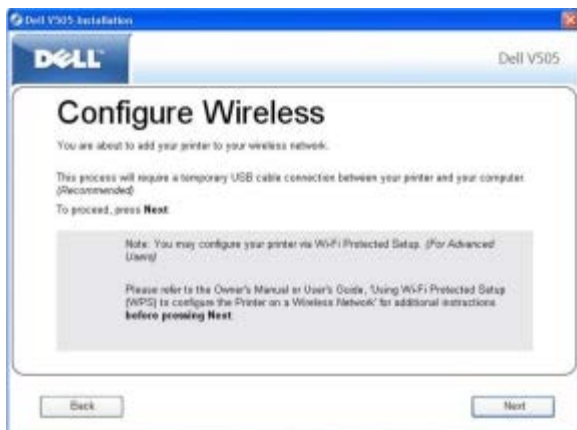 Dell V505 Installation
DELL
Dell V505
Configure Wireless
You are about to add your printer to your wireless network.
This process will require a temporary USB cable connection between your printer and your computer.
(Recommended)
To proceed, press Next
Note: You may configure your printer via Wi-Fi Protected Setup. (For Advanced
Users)
Please refer to the Owner's Manual or User's Guide, 'Using Wi-Fi Protected Setup
(WPS) to configure the Printer on a Wireless Network' for additional instructions
before pressing Next
Back
Next